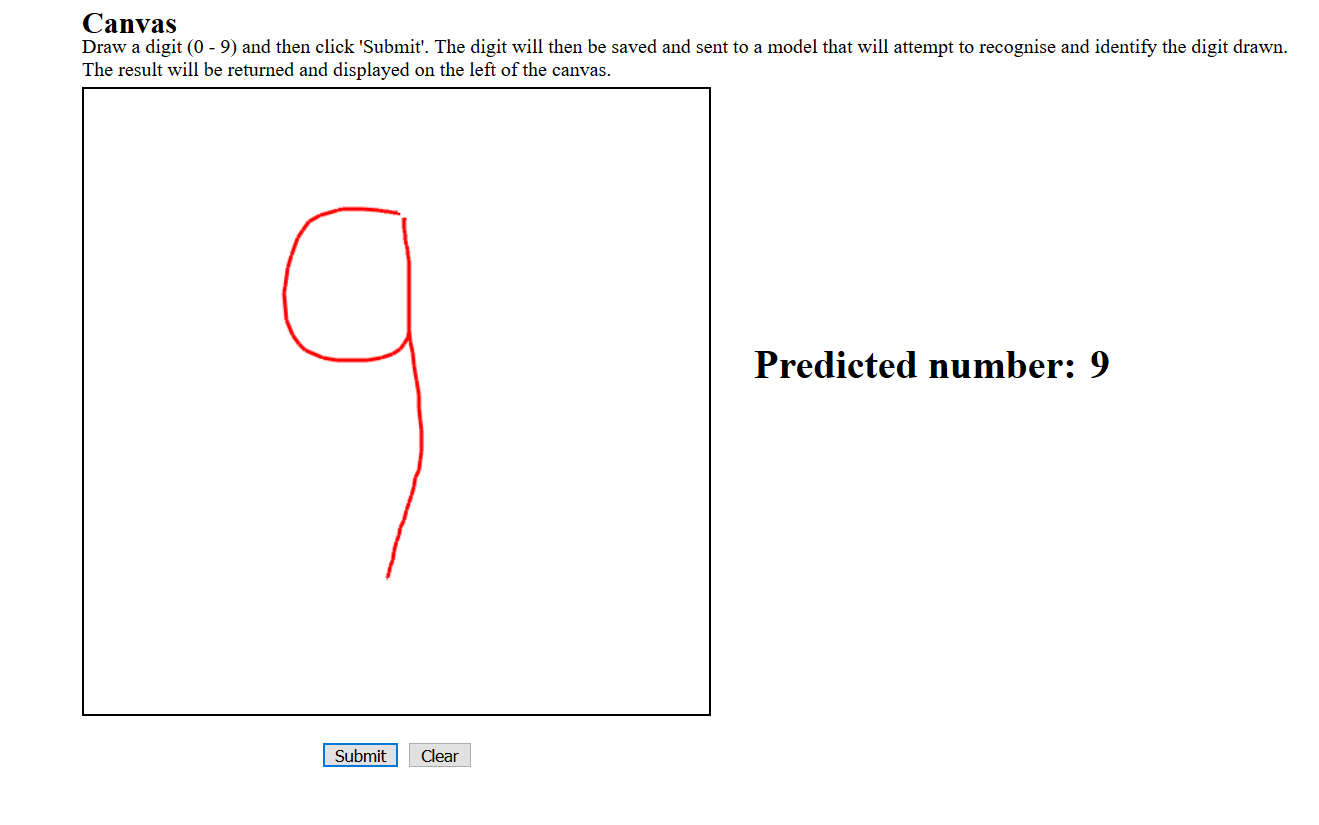 Canvas
Draw a digit (0 - 9) and then click 'Submit'. The digit will then be saved and sent to a model that will attempt to recognise and identify the digit drawn.
The result will be returned and displayed on the left of the canvas.
9
Predicted number: 9
Submit Clear